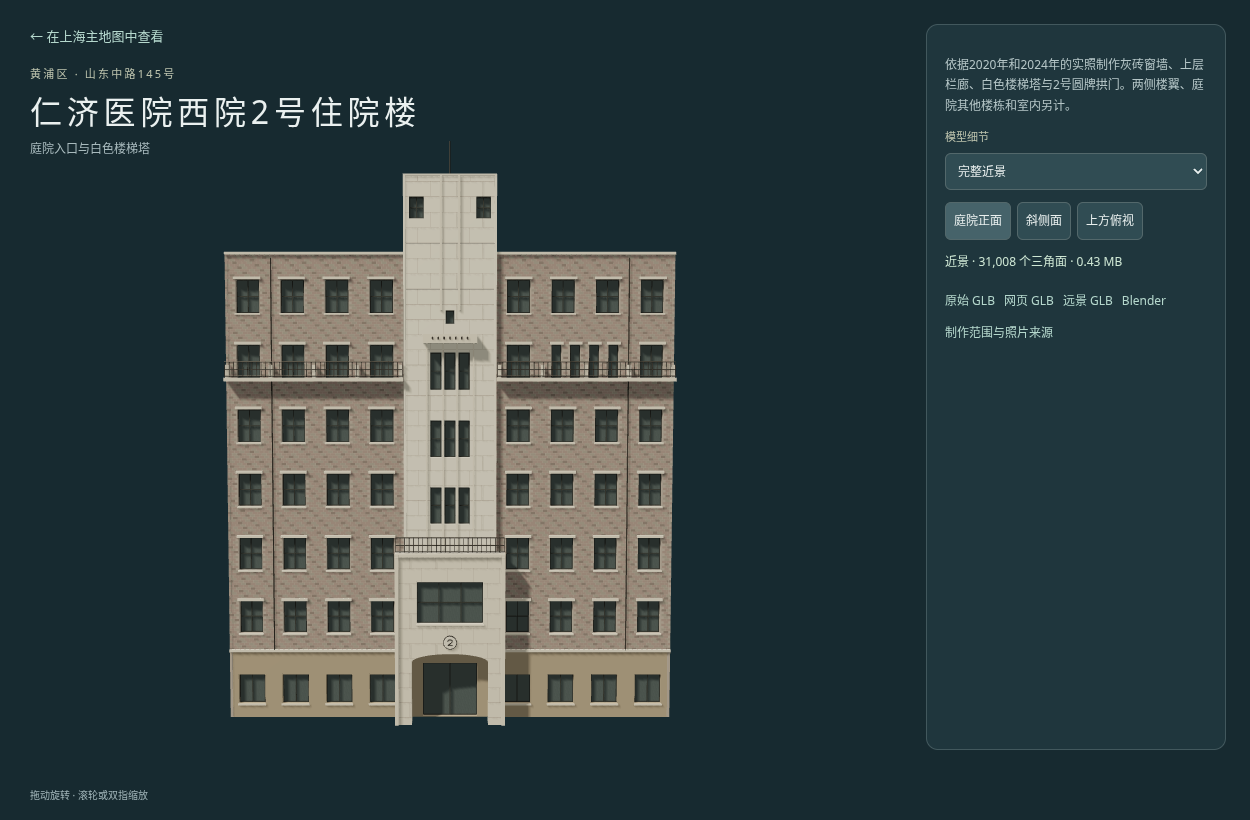 ← 在上海主地图中查看
黄浦区 · 山东中路145号
仁济医院西院2号住院楼
庭院入口与白色楼梯塔
②
拖动旋转 · 滚轮或双指缩放
依据2020年和2024年的实照制作灰砖窗墙、上层
栏廊、白色楼梯塔与2号圆牌拱门。两侧楼翼、庭
院其他楼栋和室内另计。
模型细节
完整近景
庭院正面 斜侧面 上方俯视
近景 · 31,008 个三角面 · 0.43 MB
原始 GLB 网页 GLB 远景 GLB Blender
制作范围与照片来源